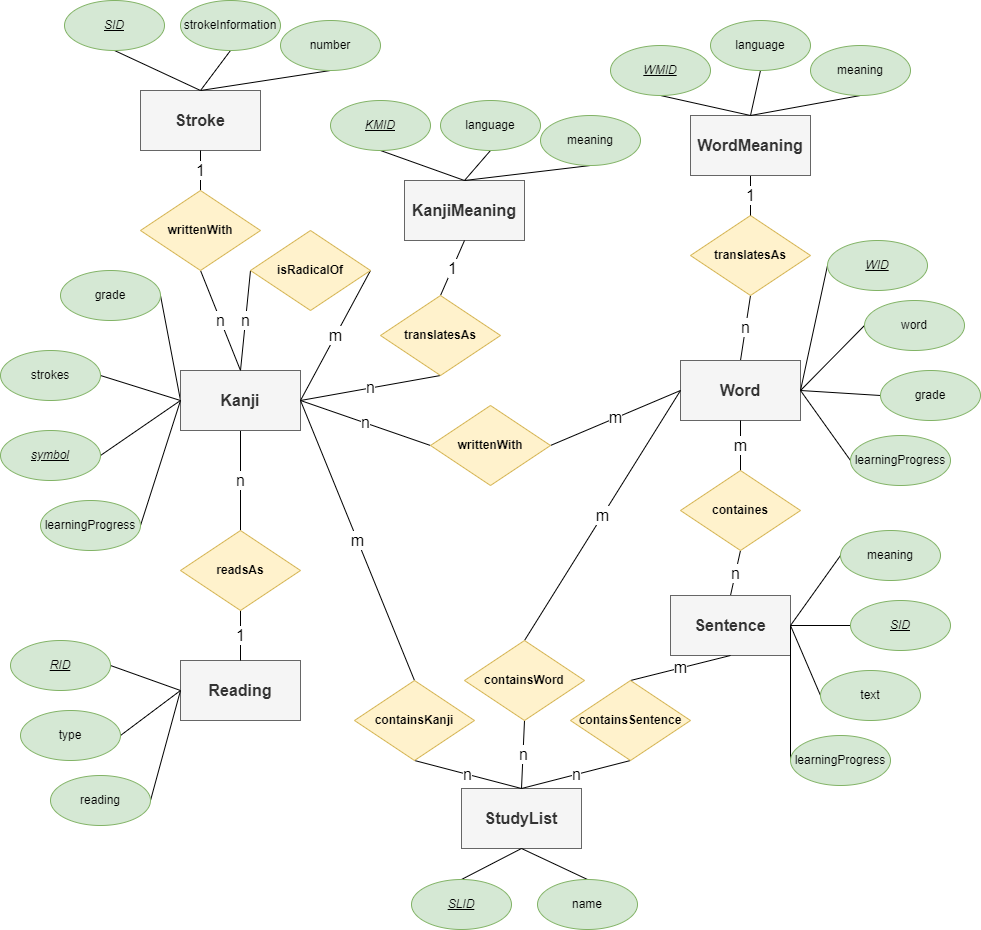 SID
strokeInformation
number
Stroke
1
writtenWith
n
WMID
language
meaning
WordMeaning
1
translatesAs
n
KMID
language
meaning
KanjiMeaning
1
translatesAs
n
isRadicalOf
n
m
grade
strokes
symbol
learningProgress
Kanji
n
writtenWith
m
WID
word
grade
learningProgress
Word
m
containes
n
n
readsAs
1
RID
type
reading
Reading
m
containsKanji
n
m
containsWord
n
meaning
SID
text
learningProgress
Sentence
m
containsSentence
n
StudyList
SLID
name